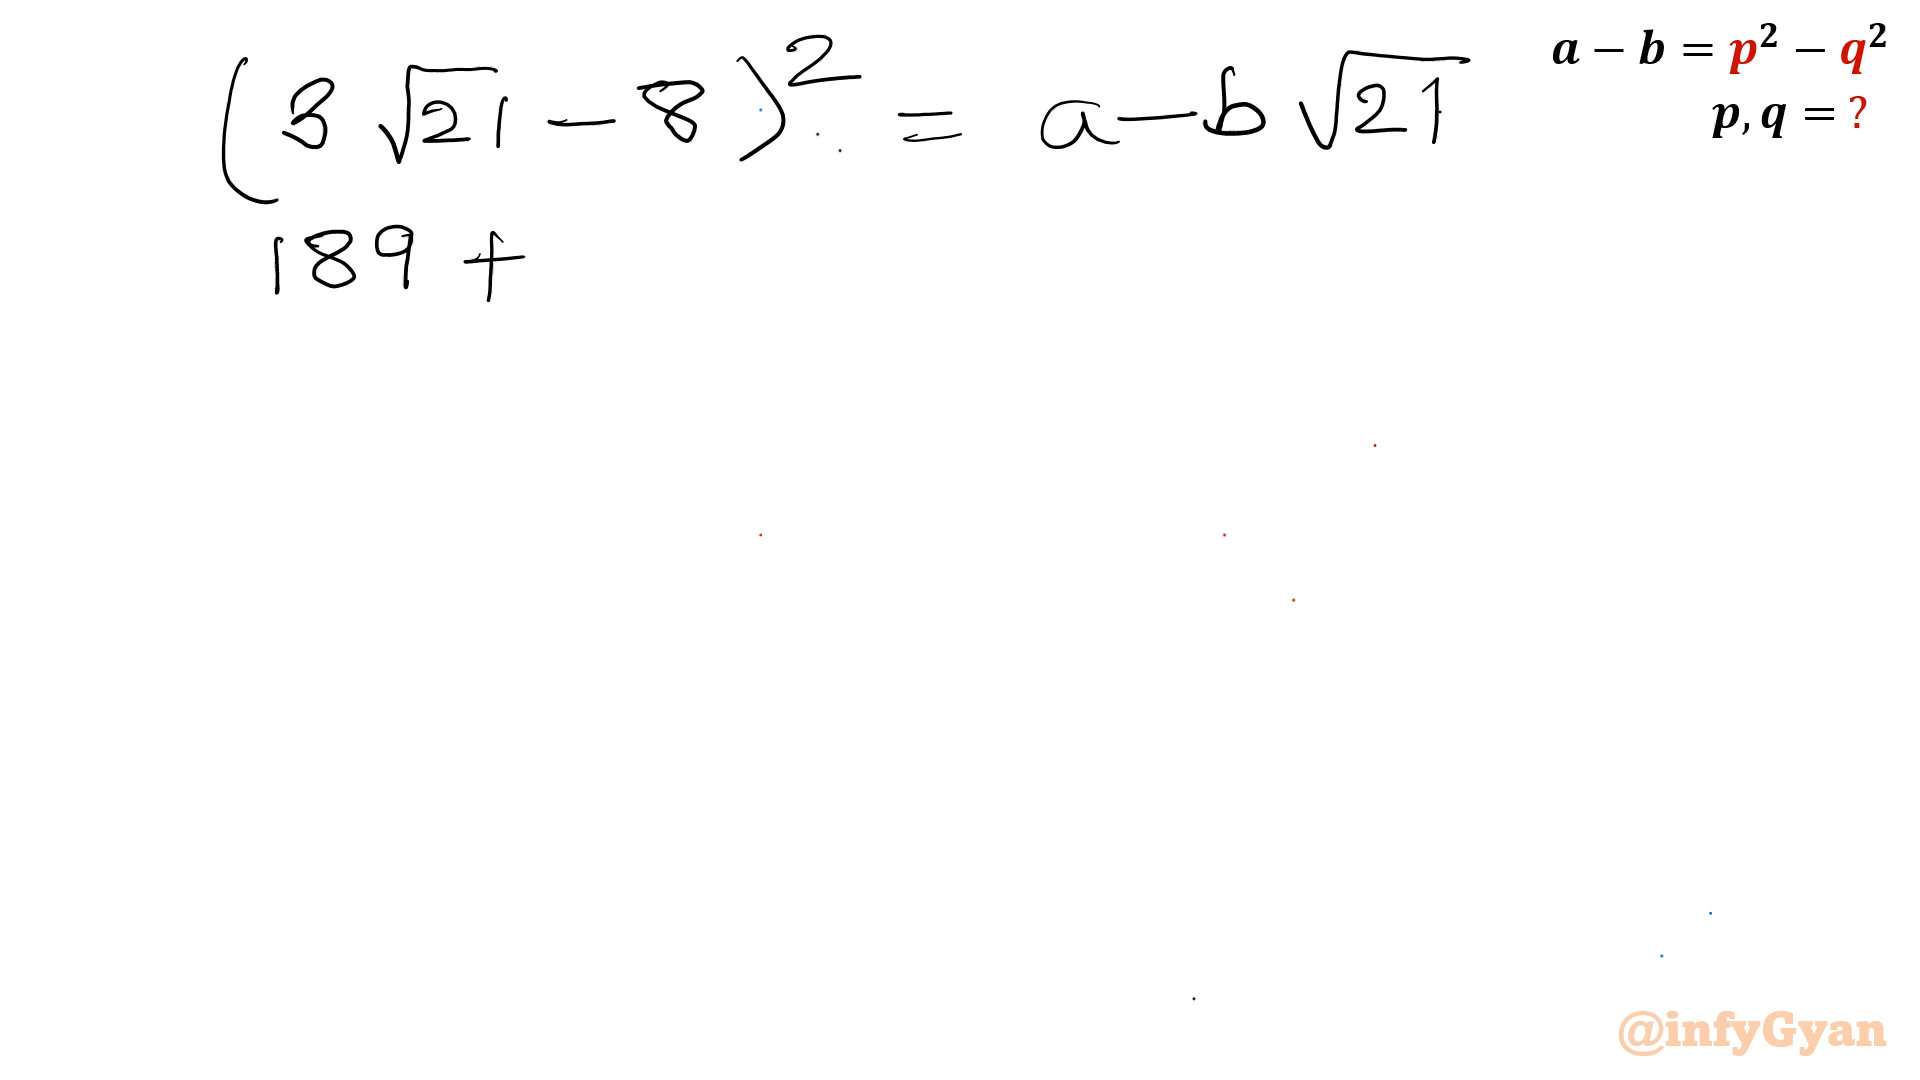 (3√21 − 8)² = a − b√21
a − b = p² − q²
p, q = ?
189 +
@infyGyan